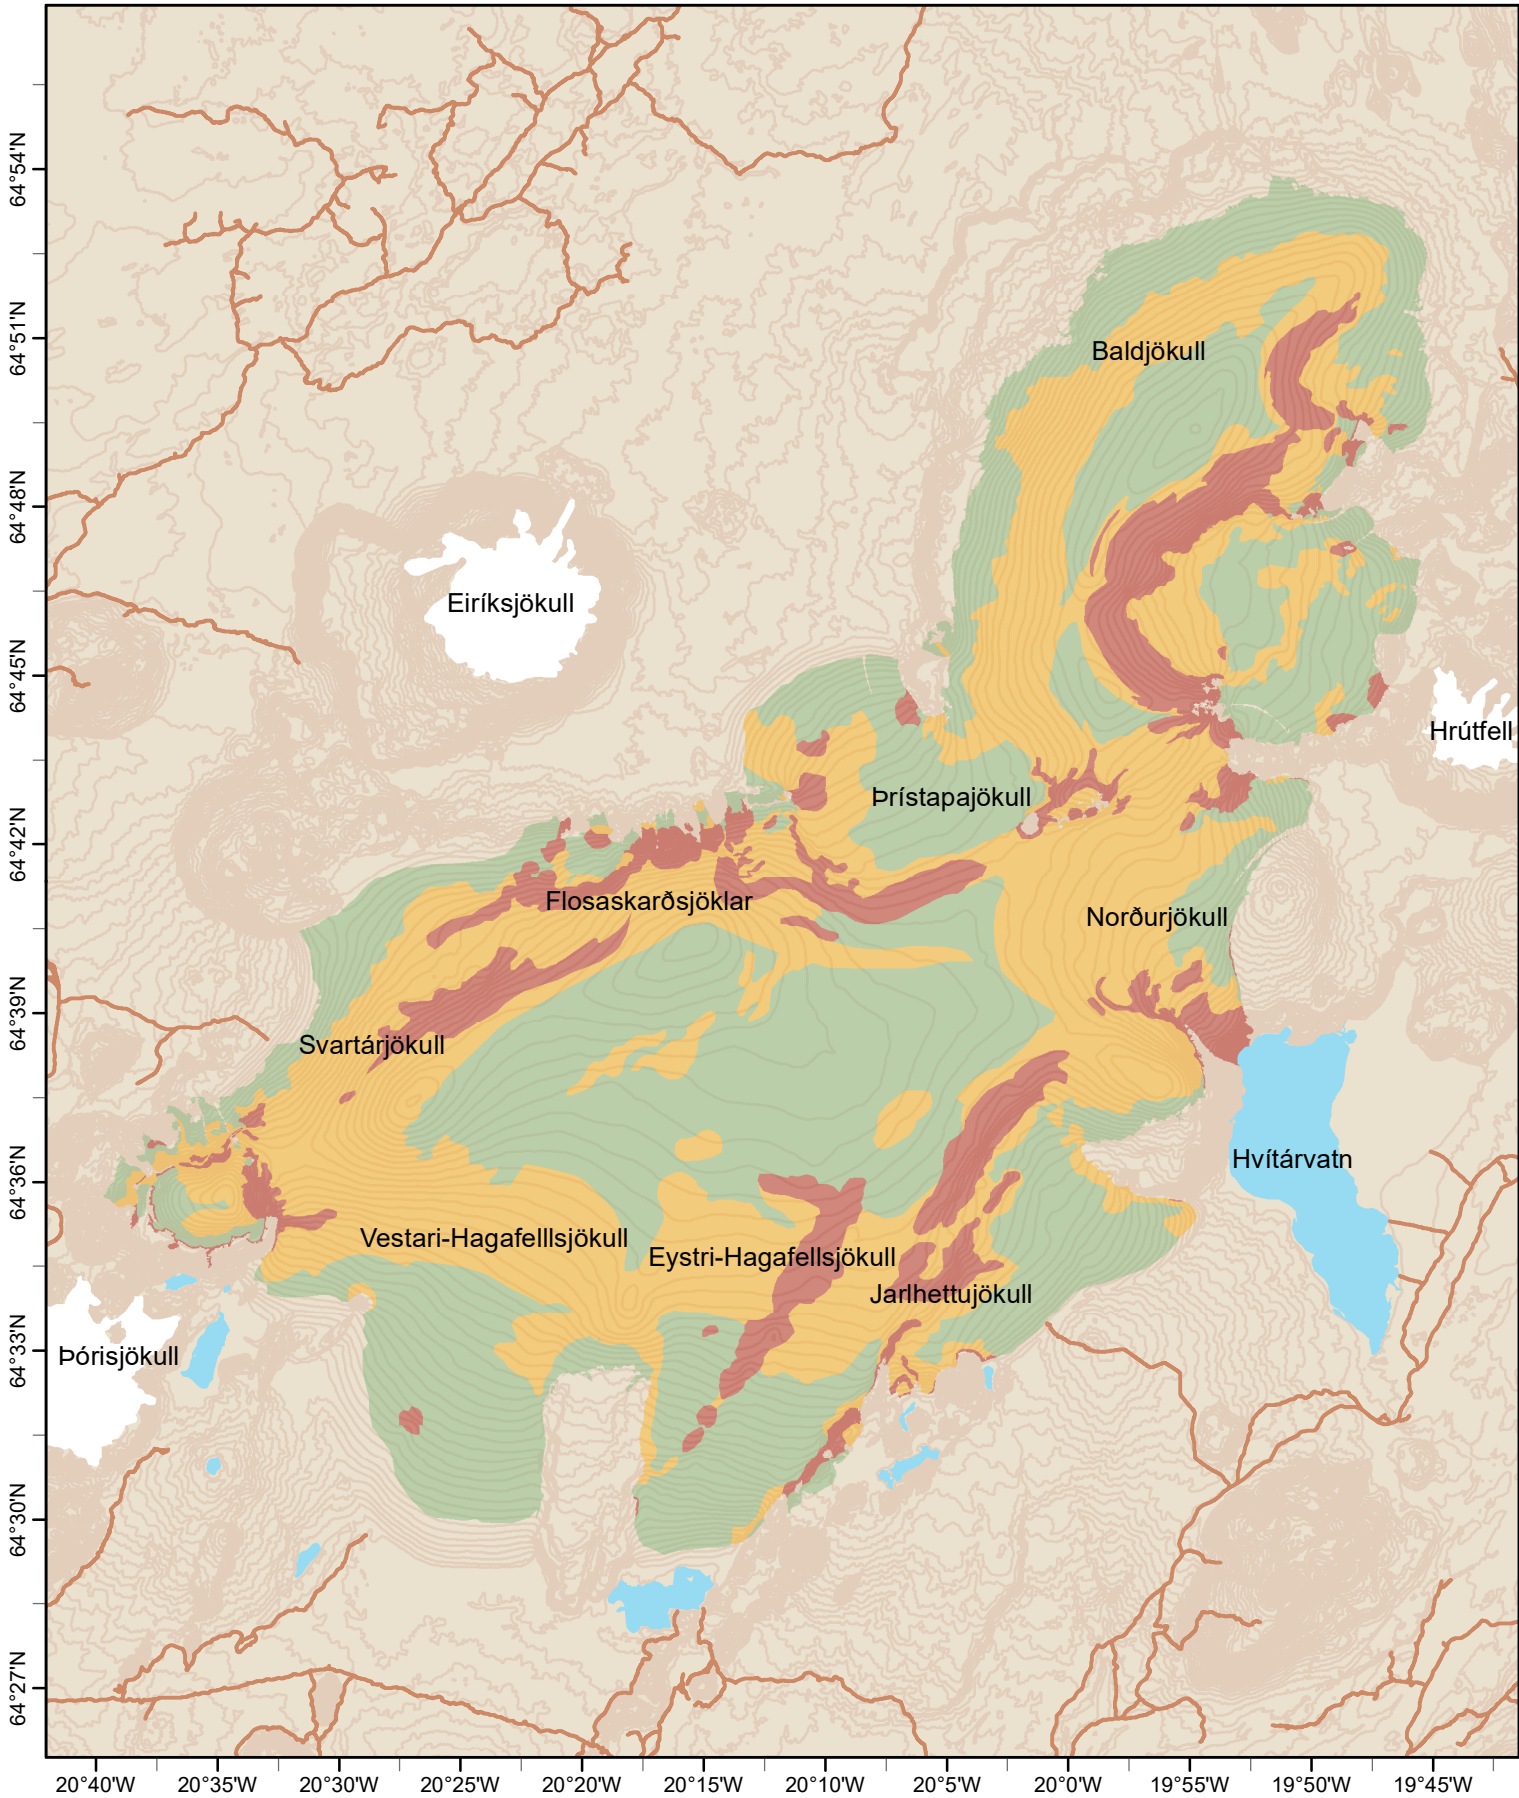 64°54'N
64°51'N
Baldjökull
64°48'N
Eiríksjökull
64°45'N
Hrútfell
Þrístapajökull
64°42'N
Flosaskarðsjöklar
Norðurjökull
64°39'N
Svartárjökull
Hvítárvatn
64°36'N
Vestari-Hagafelllsjökull
Eystri-Hagafellsjökull
Jarlhettujökull
64°33'N
Þórisjökull
64°30'N
64°27'N
20°40'W 20°35'W 20°30'W 20°25'W 20°20'W 20°15'W 20°10'W 20°5'W 20°0'W 19°55'W 19°50'W 19°45'W